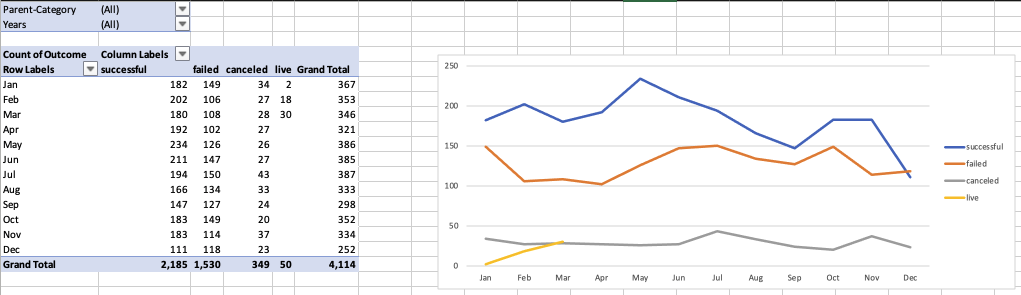 Parent-Category (All)
Years (All)
Count of Outcome Column Labels
Row Labels successful failed canceled live Grand Total
Jan 182 149 34 2 367
Feb 202 106 27 18 353
Mar 180 108 28 30 346
Apr 192 102 27 321
May 234 126 26 386
Jun 211 147 27 385
Jul 194 150 43 387
Aug 166 134 33 333
Sep 147 127 24 298
Oct 183 149 20 352
Nov 183 114 37 334
Dec 111 118 23 252
Grand Total 2,185 1,530 349 50 4,114
250
200
150
100
50
0
Jan Feb Mar Apr May Jun Jul Aug Sep Oct Nov Dec
successful
failed
canceled
live